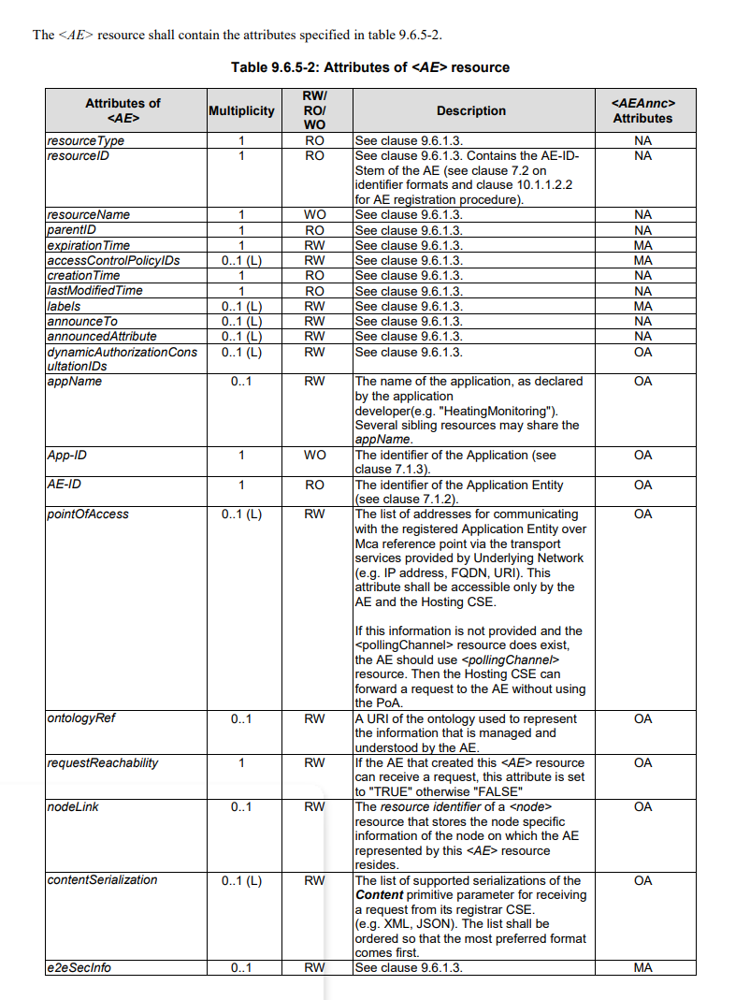 The <AE> resource shall contain the attributes specified in table 9.6.5-2.
Table 9.6.5-2: Attributes of <AE> resource
Attributes of <AE> Multiplicity RW/ RO/ WO Description <AEAnnc> Attributes
resourceType 1 RO See clause 9.6.1.3. NA
resourceID 1 RO See clause 9.6.1.3. Contains the AE-ID-
Stem of the AE (see clause 7.2 on
identifier formats and clause 10.1.1.2.2
for AE registration procedure).
NA
resourceName 1 WO See clause 9.6.1.3. NA
parentID 1 RO See clause 9.6.1.3. NA
expirationTime 1 RW See clause 9.6.1.3. MA
accessControlPolicyIDs 0..1 (L) RW See clause 9.6.1.3. MA
creationTime 1 RO See clause 9.6.1.3. NA
lastModifiedTime 1 RO See clause 9.6.1.3. NA
labels 0..1 (L) RW See clause 9.6.1.3. MA
announceTo 0..1 (L) RW See clause 9.6.1.3. NA
announcedAttribute 0..1 (L) RW See clause 9.6.1.3. NA
dynamicAuthorizationCons
ultationIDs
0..1 (L) RW See clause 9.6.1.3. OA
appName 0..1 RW The name of the application, as declared
by the application
developer(e.g. "HeatingMonitoring").
Several sibling resources may share the
appName.
OA
App-ID 1 WO The identifier of the Application (see
clause 7.1.3).
OA
AE-ID 1 RO The identifier of the Application Entity
(see clause 7.1.2).
OA
pointOfAccess 0..1 (L) RW The list of addresses for communicating
with the registered Application Entity over
Mca reference point via the transport
services provided by Underlying Network
(e.g. IP address, FQDN, URI). This
attribute shall be accessible only by the
AE and the Hosting CSE.
If this information is not provided and the
<pollingChannel> resource does exist,
the AE should use <pollingChannel>
resource. Then the Hosting CSE can
forward a request to the AE without using
the PoA.
OA
ontologyRef 0..1 RW A URI of the ontology used to represent
the information that is managed and
understood by the AE.
OA
requestReachability 1 RW If the AE that created this <AE> resource
can receive a request, this attribute is set
to "TRUE" otherwise "FALSE"
OA
nodeLink 0..1 RW The resource identifier of a <node>
resource that stores the node specific
information of the node on which the AE
represented by this <AE> resource
resides.
OA
contentSerialization 0..1 (L) RW The list of supported serializations of the
Content primitive parameter for receiving
a request from its registrar CSE.
(e.g. XML, JSON). The list shall be
ordered so that the most preferred format
comes first.
OA
e2eSecInfo 0..1 RW See clause 9.6.1.3. MA